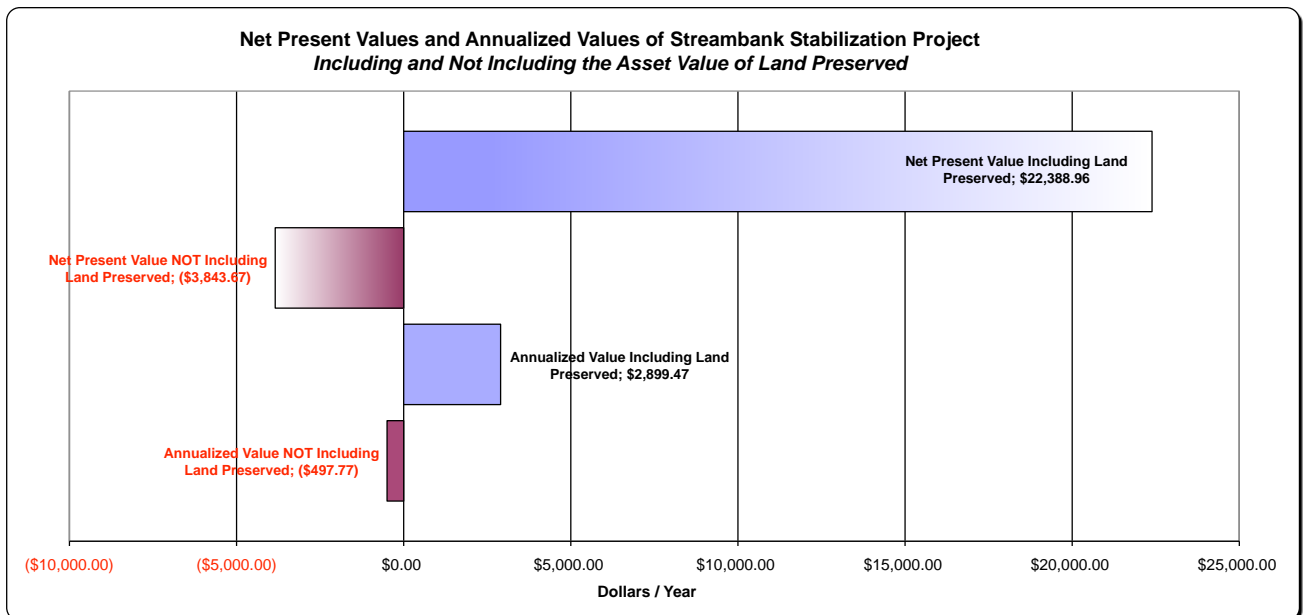 Net Present Values and Annualized Values of Streambank Stabilization Project
Including and Not Including the Asset Value of Land Preserved
Net Present Value Including Land
Preserved; $22,388.96
Net Present Value NOT Including
Land Preserved; ($3,843.67)
Annualized Value Including Land
Preserved; $2,899.47
Annualized Value NOT Including
Land Preserved; ($497.77)
($10,000.00) ($5,000.00) $0.00 $5,000.00 $10,000.00 $15,000.00 $20,000.00 $25,000.00
Dollars / Year